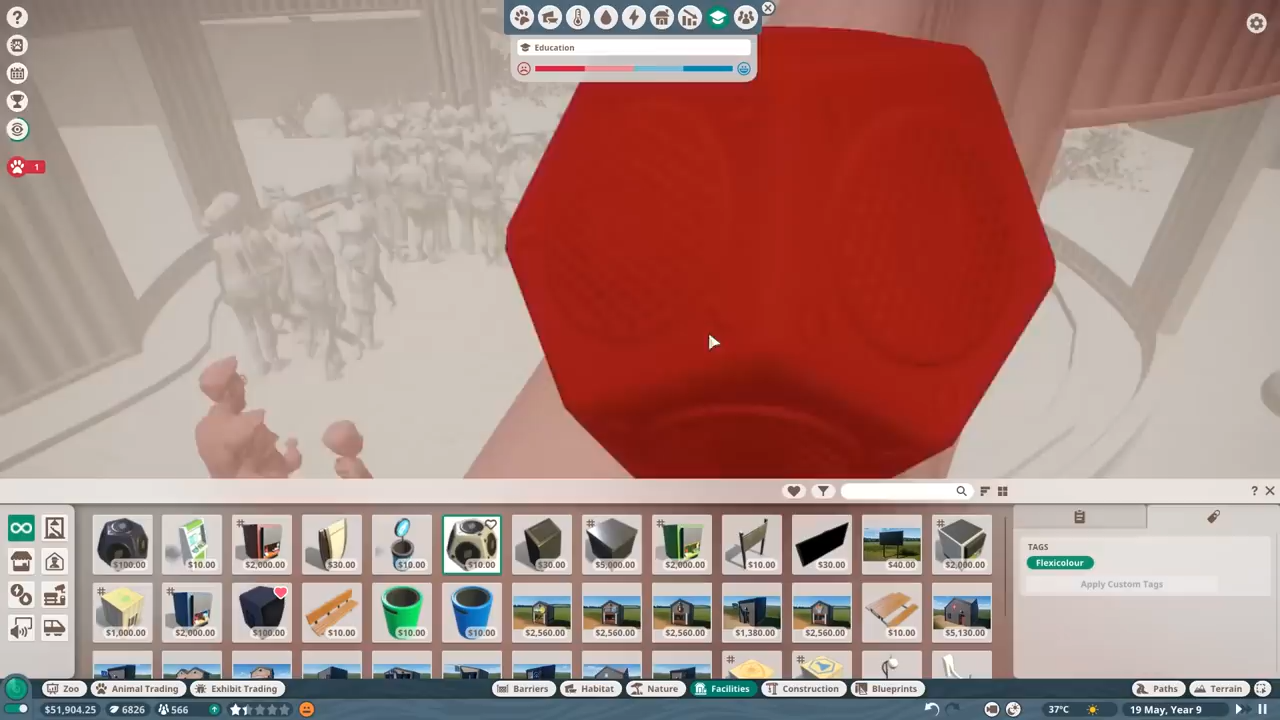 ?
Education
1
?
$100.00
$10.00
# $2,000.00
$30.00
$10.00
$10.00
$30.00
# $5,000.00
# $2,000.00
$10.00
$30.00
$40.00
# $2,000.00
# $1,000.00
# $2,000.00
$100.00
$10.00
$10.00
$10.00
$2,560.00
$2,560.00
$2,560.00
$1,380.00
$2,560.00
$10.00
$5,130.00
#
#
TAGS
Flexicolour
Apply Custom Tags
Zoo
Animal Trading
Exhibit Trading
Barriers
Habitat
Nature
Facilities
Construction
Blueprints
Paths
Terrain
$51,904.25
6826
566
37°C
19 May, Year 9